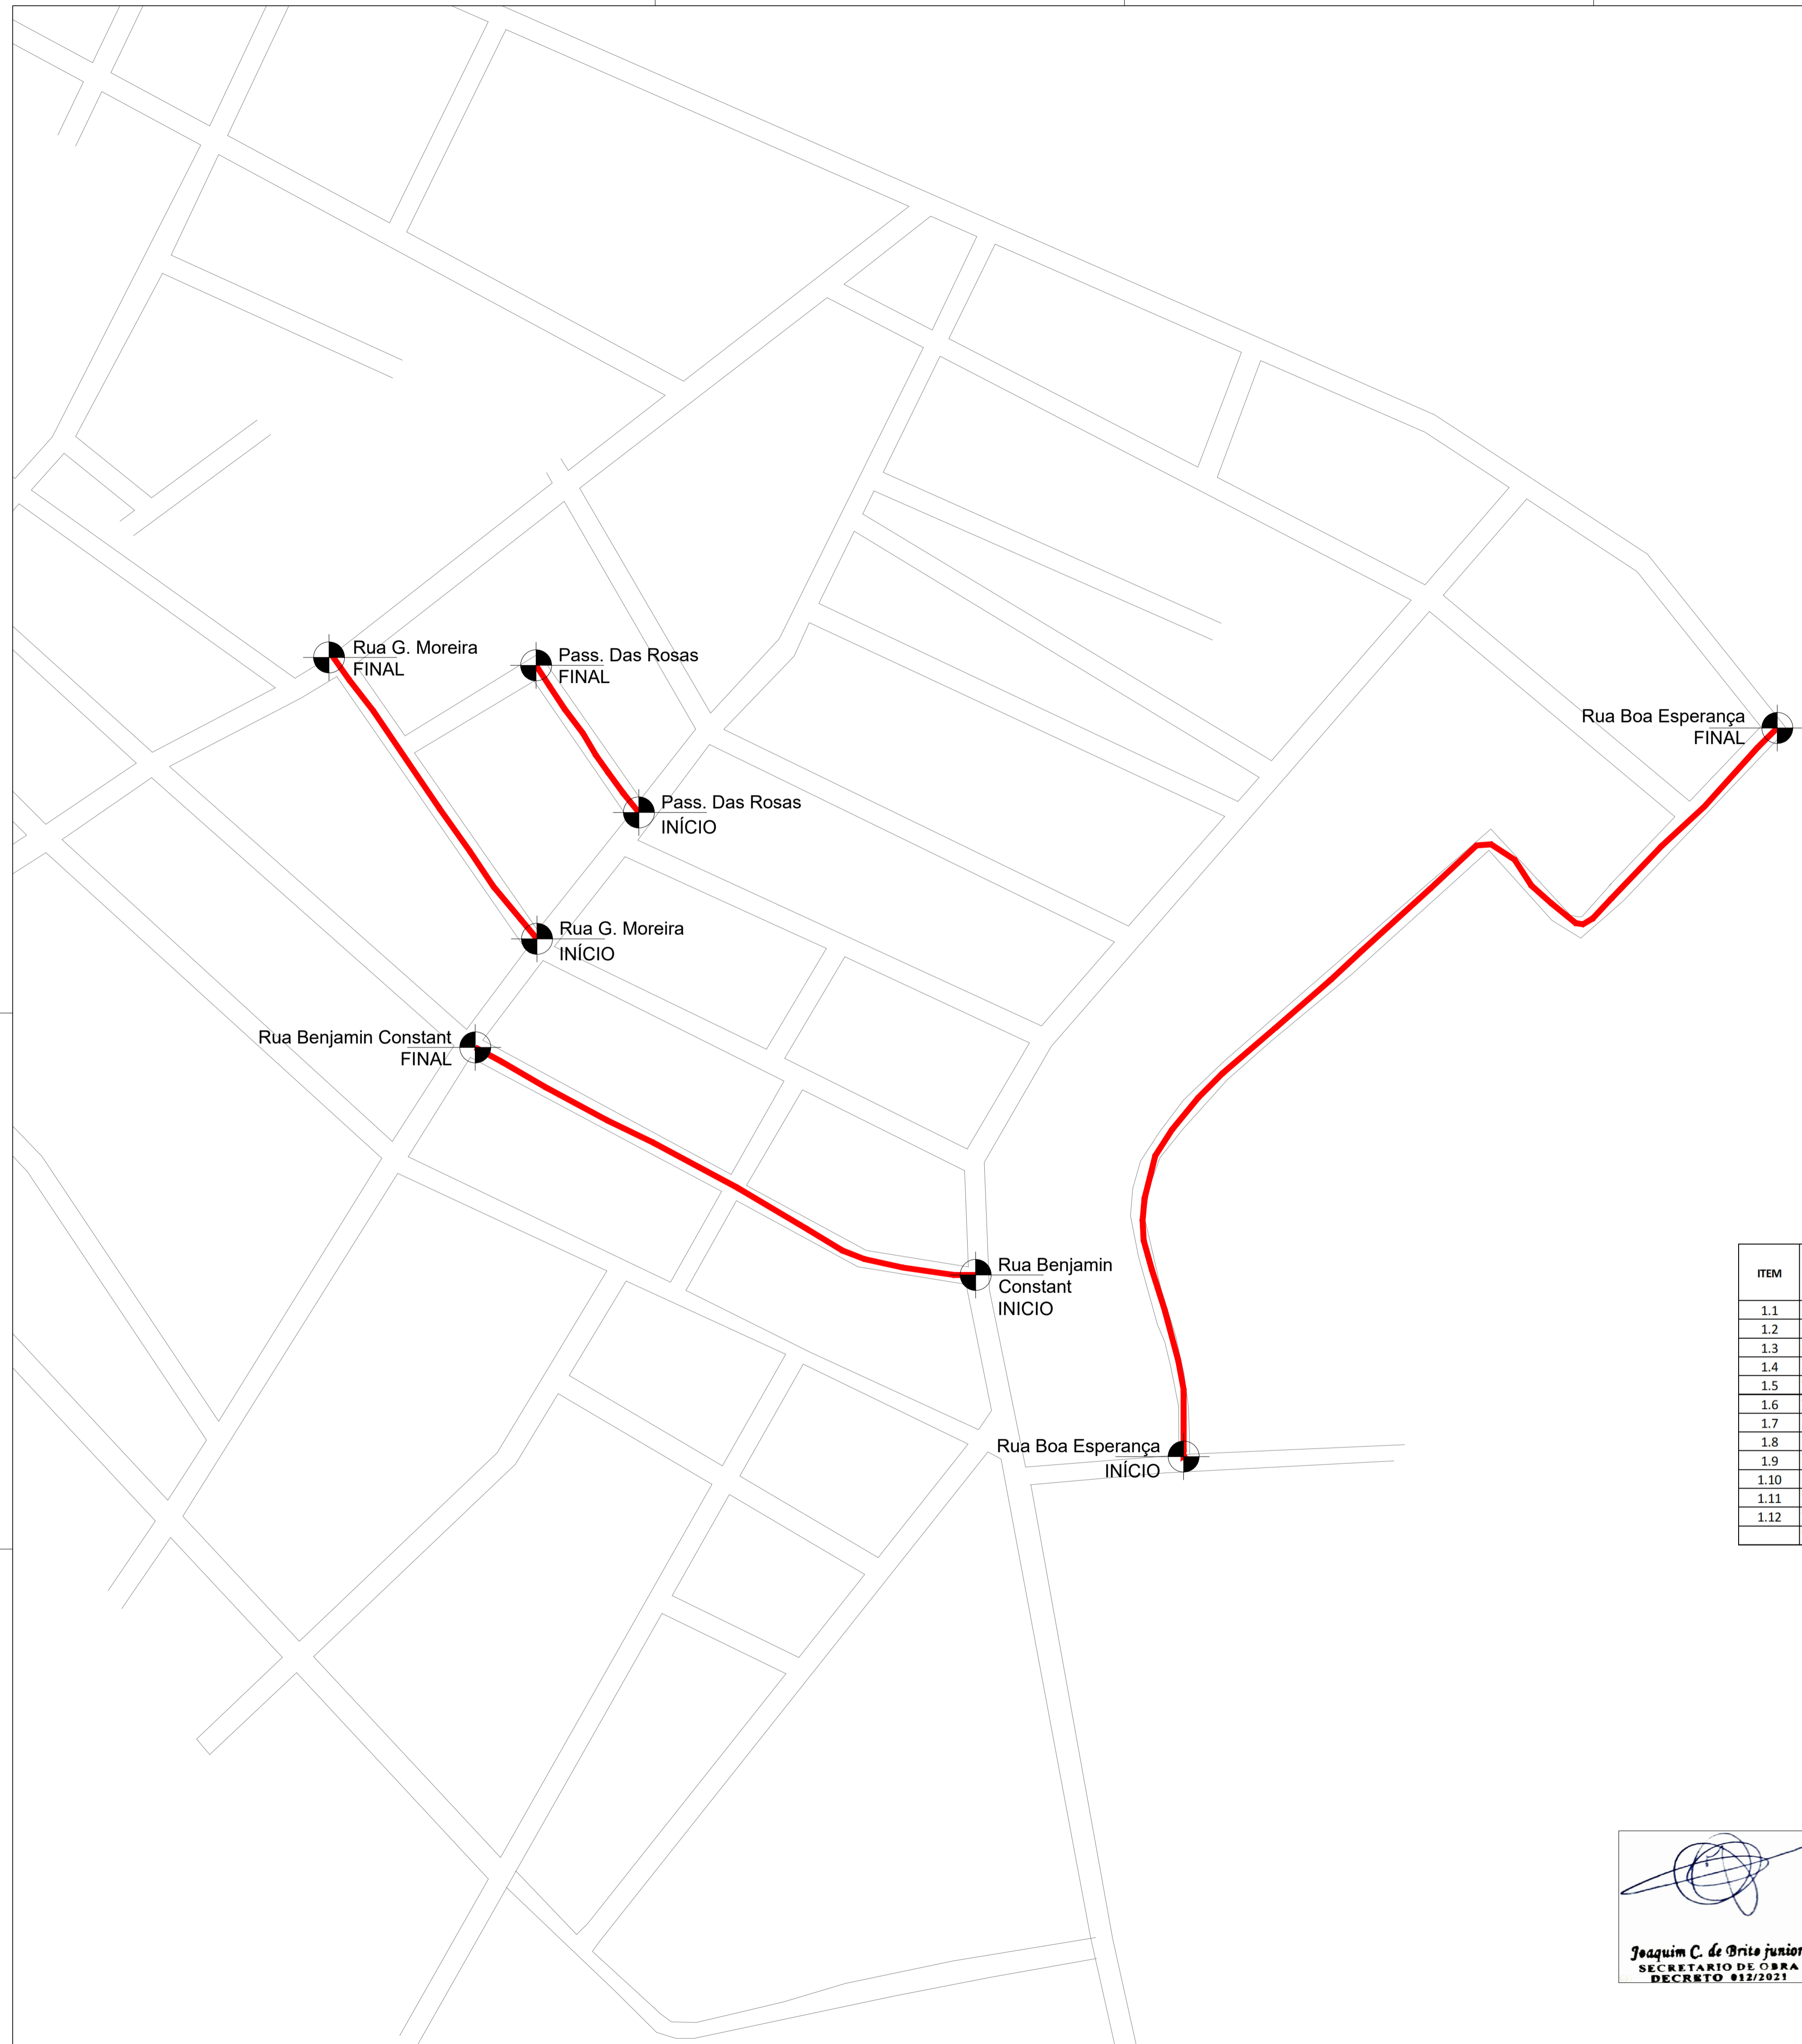 Rua G. Moreira
FINAL
Pass. Das Rosas
FINAL
Rua Boa Esperança
FINAL
Pass. Das Rosas
INÍCIO
Rua G. Moreira
INÍCIO
Rua Benjamin Constant
FINAL
Rua Benjamin
Constant
INICIO
Rua Boa Esperança
INÍCIO
ITEM
1.1
1.2
1.3
1.4
1.5
1.6
1.7
1.8
1.9
1.10
1.11
1.12
Joaquim C. de Brito junior
SECRETARIO DE OBRA
DECRETO 012/2021